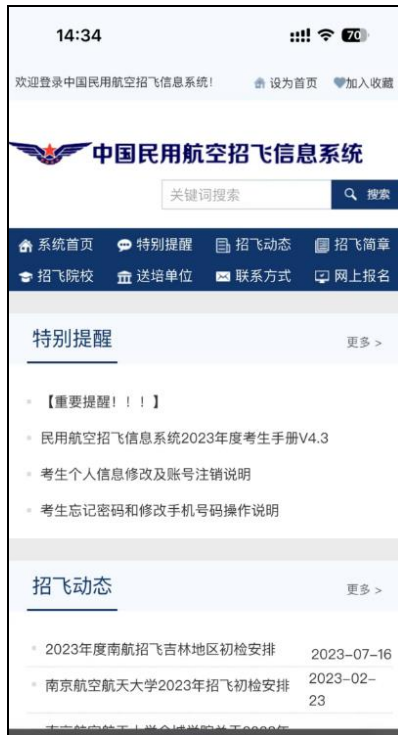 14:34
70
欢迎登录中国民用航空招飞信息系统! 设为首页 加入收藏
中国民用航空招飞信息系统
关键词搜索 搜索
系统首页 特别提醒 招飞动态 招飞简章
招飞院校 送培单位 联系方式 网上报名
特别提醒 更多 >
【重要提醒！！！】
民用航空招飞信息系统2023年度考生手册V4.3
考生个人信息修改及账号注销说明
考生忘记密码和修改手机号码操作说明
招飞动态 更多 >
2023年度南航招飞吉林地区初检安排 2023-07-16
南京航空航天大学2023年招飞初检安排 2023-02-
23